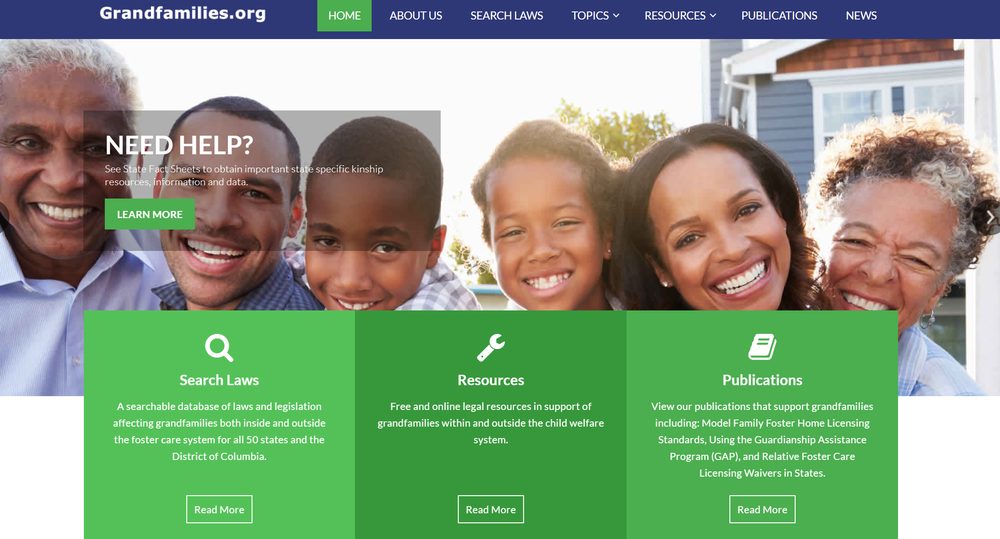 Grandfamilies.org
HOME
ABOUT US
SEARCH LAWS
TOPICS
RESOURCES
PUBLICATIONS
NEWS
NEED HELP?
See State Fact Sheets to obtain important state specific kinship
resources, information and data.
LEARN MORE
Search Laws
A searchable database of laws and legislation
affecting grandfamilies both inside and outside
the foster care system for all 50 states and the
District of Columbia.
Read More
Resources
Free and online legal resources in support of
grandfamilies within and outside the child welfare
system.
Read More
Publications
View our publications that support grandfamilies
including: Model Family Foster Home Licensing
Standards, Using the Guardianship Assistance
Program (GAP), and Relative Foster Care
Licensing Waivers in States.
Read More